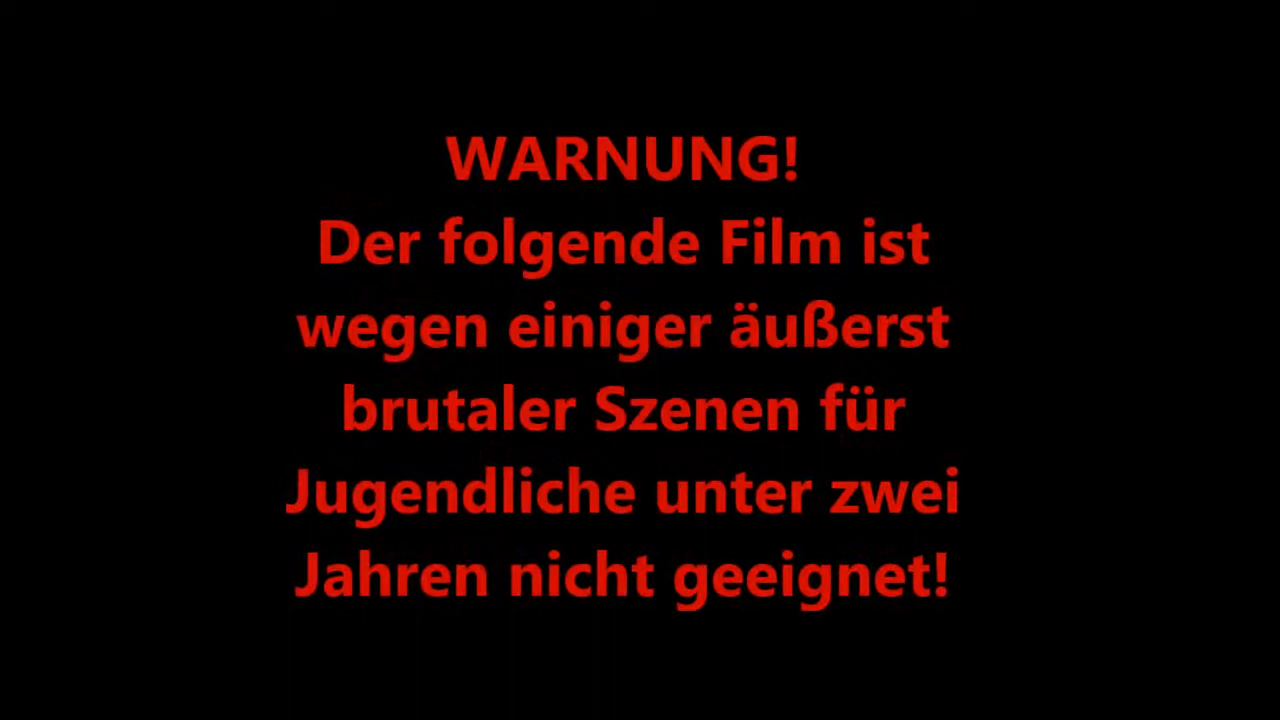 WARNUNG!
Der folgende Film ist
wegen einiger äußerst
brutaler Szenen für
Jugendliche unter zwei
Jahren nicht geeignet!